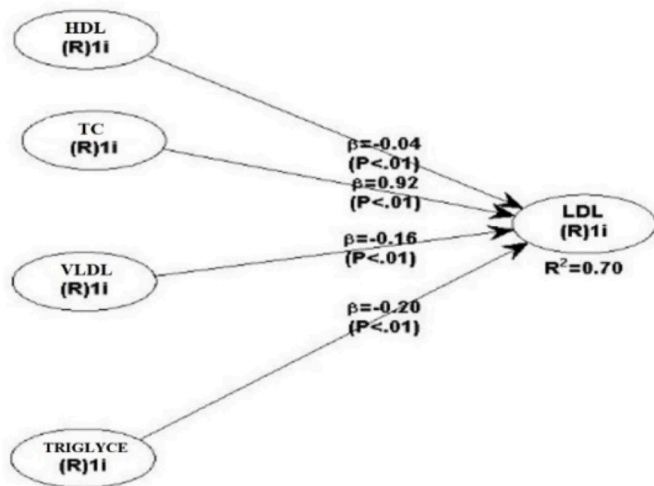 HDL
(R)1i
TC
(R)1i
β=-0.04
(P<.01)
β=0.92
(P<.01)
LDL
(R)1i
R²=0.70
β=-0.16
(P<.01)
VLDL
(R)1i
β=-0.20
(P<.01)
TRIGLYCE
(R)1i